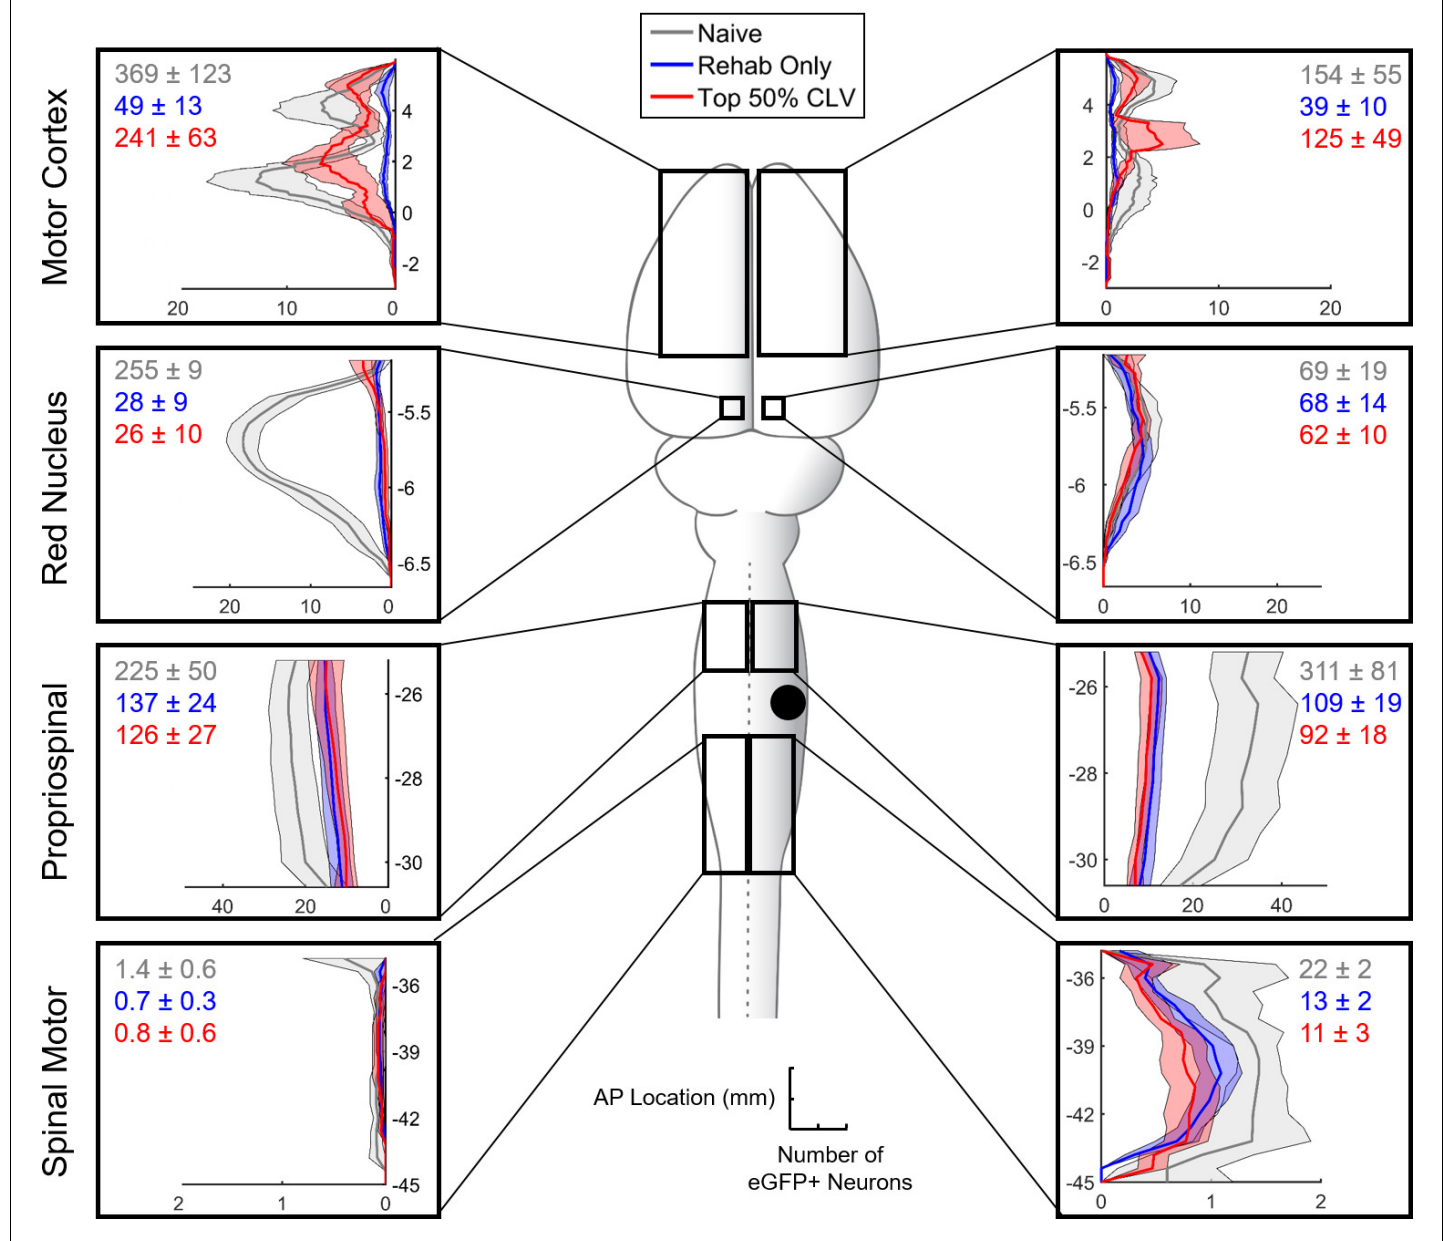 Naive
Rehab Only
Top 50% CLV
Motor Cortex
369 ± 123
49 ± 13
241 ± 63
4
2
0
-2
20 10 0
154 ± 55
39 ± 10
125 ± 49
4
2
0
-2
0 10 20
Red Nucleus
255 ± 9
28 ± 9
26 ± 10
-5.5
-6
-6.5
20 10 0
69 ± 19
68 ± 14
62 ± 10
-5.5
-6
-6.5
0 10 20
Propriospinal
225 ± 50
137 ± 24
126 ± 27
-26
-28
-30
40 20 0
311 ± 81
109 ± 19
92 ± 18
-26
-28
-30
0 20 40
Spinal Motor
1.4 ± 0.6
0.7 ± 0.3
0.8 ± 0.6
-36
-39
-42
-45
2 1 0
22 ± 2
13 ± 2
11 ± 3
-36
-39
-42
-45
0 1 2
AP Location (mm)
Number of
eGFP+ Neurons